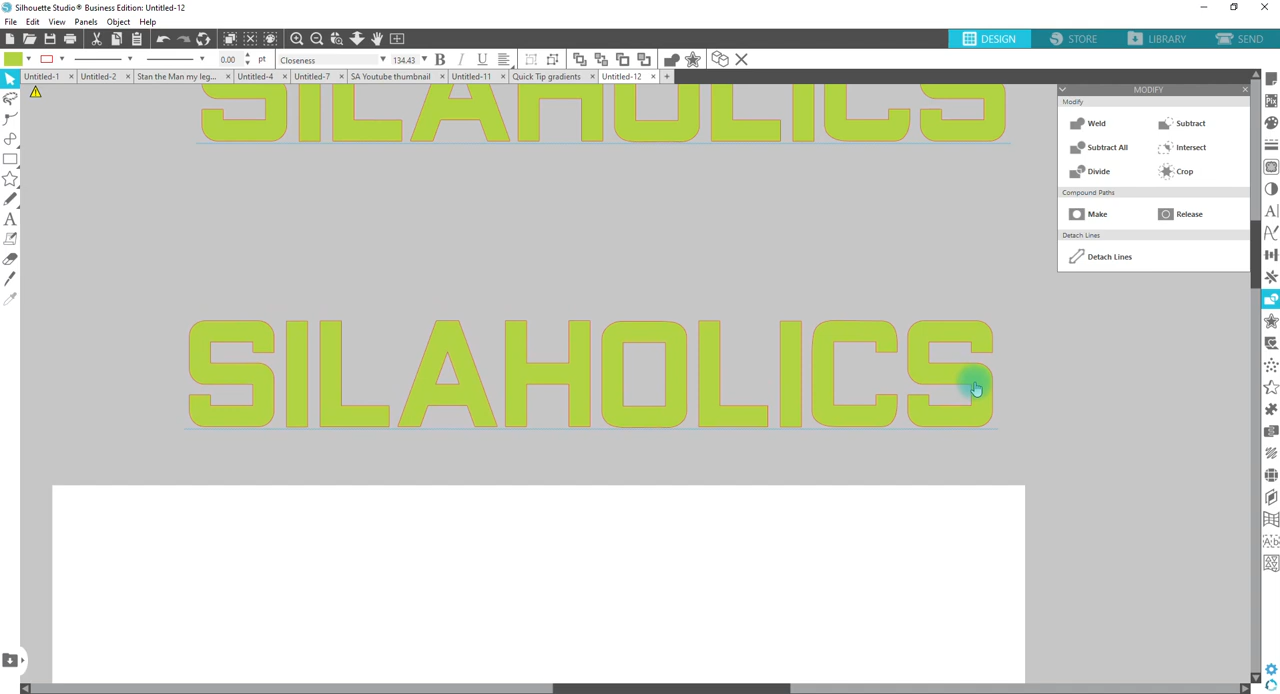 Silhouette Studio® Business Edition: Untitled-12
File Edit View Panels Object Help
DESIGN STORE LIBRARY SEND
0.00 pt Closeness 134.43 B I U
Untitled-1 Untitled-2 Stan the Man my leg... Untitled-4 Untitled-7 SA Youtube thumbnail Untitled-11 Quick Tip gradients Untitled-12
MODIFY
Modify
Weld Subtract
Subtract All Intersect
Divide Crop
Compound Paths
Make Release
Detach Lines
Detach Lines
SILAHOLICS
SILAHOLICS